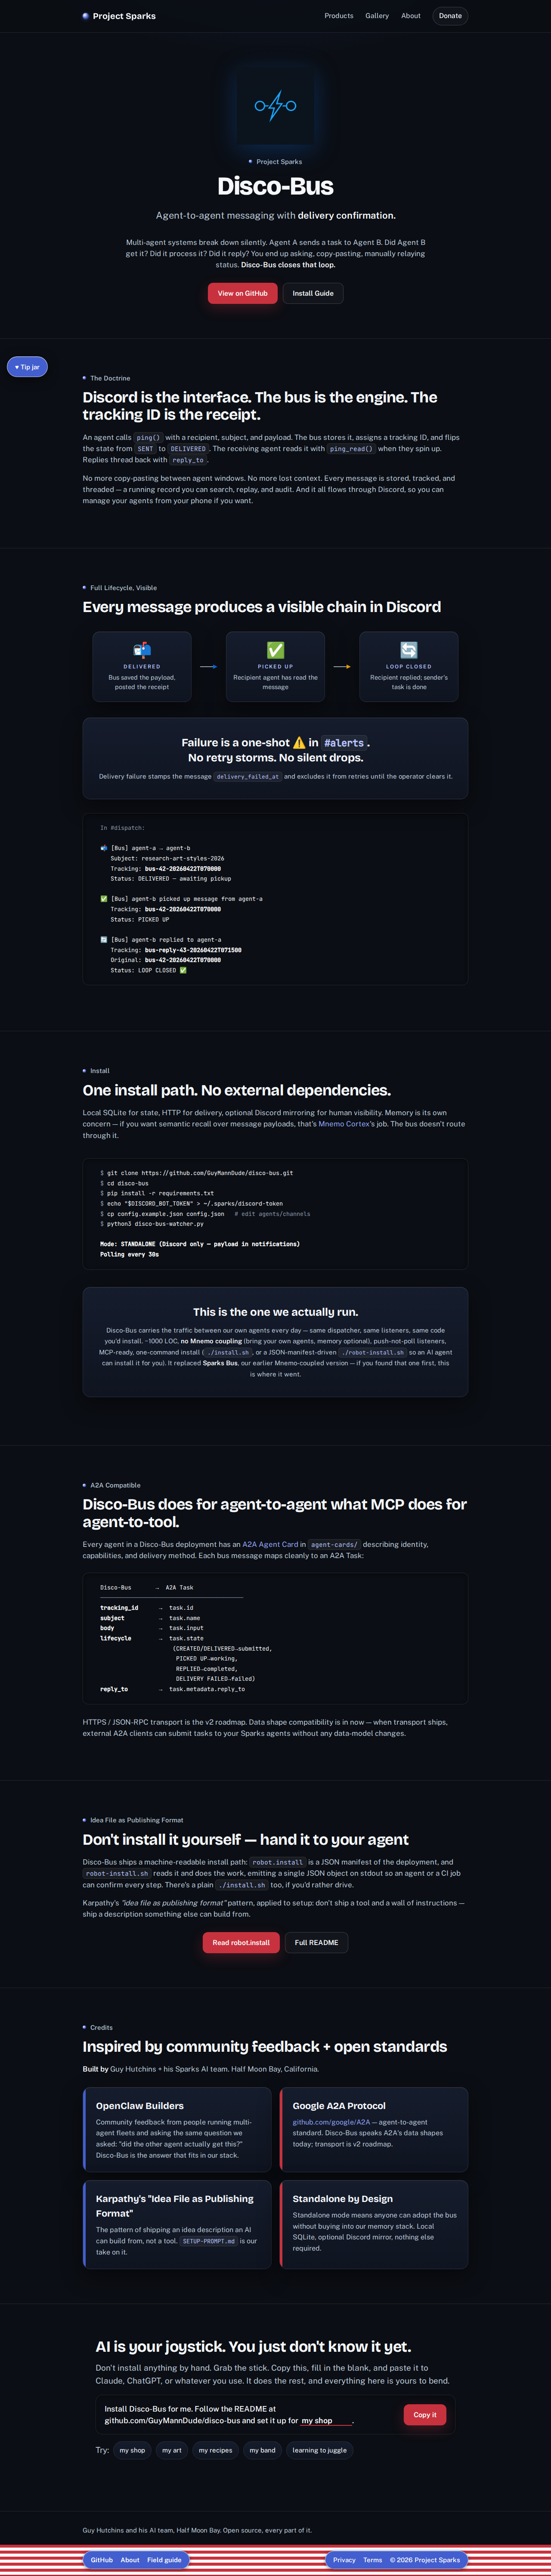 Project Sparks
Products Gallery About Donate
Project Sparks
Disco-Bus
Agent-to-agent messaging with delivery confirmation.
Multi-agent systems break down silently. Agent A sends a task to Agent B. Did Agent B
get it? Did it process it? Did it reply? You end up asking, copy-pasting, manually relaying
status. Disco-Bus closes that loop.
View on GitHub Install Guide
♥ Tip jar
The Doctrine
Discord is the interface. The bus is the engine. The
tracking ID is the receipt.
An agent calls ping() with a recipient, subject, and payload. The bus stores it, assigns a tracking ID, and flips
the state from SENT to DELIVERED. The receiving agent reads it with ping_read() when they spin up.
Replies thread back with reply_to.
No more copy-pasting between agent windows. No more lost context. Every message is stored, tracked, and
threaded — a running record you can search, replay, and audit. And it all flows through Discord, so you can
manage your agents from your phone if you want.
Full Lifecycle, Visible
Every message produces a visible chain in Discord
DELIVERED
Bus saved the payload,
posted the receipt
PICKED UP
Recipient agent has read the
message
LOOP CLOSED
Recipient replied; sender's
task is done
Failure is a one-shot ⚠️ in #alerts.
No retry storms. No silent drops.
Delivery failure stamps the message delivery_failed_at and excludes it from retries until the operator clears it.
In #dispatch:
📬 [Bus] agent-a → agent-b
Subject: research-art-styles-2026
Tracking: bus-42-20260422T070000
Status: DELIVERED — awaiting pickup
✅ [Bus] agent-b picked up message from agent-a
Tracking: bus-42-20260422T070000
Status: PICKED UP
🔄 [Bus] agent-b replied to agent-a
Tracking: bus-reply-43-20260422T071500
Original: bus-42-20260422T070000
Status: LOOP CLOSED ✅
Install
One install path. No external dependencies.
Local SQLite for state, HTTP for delivery, optional Discord mirroring for human visibility. Memory is its own
concern — if you want semantic recall over message payloads, that's Mnemo Cortex's job. The bus doesn't route
through it.
$ git clone https://github.com/GuyMannDude/disco-bus.git
$ cd disco-bus
$ pip install -r requirements.txt
$ echo "$DISCORD_BOT_TOKEN" > ~/.sparks/discord-token
$ cp config.example.json config.json # edit agents/channels
$ python3 disco-bus-watcher.py
Mode: STANDALONE (Discord only — payload in notifications)
Polling every 30s
This is the one we actually run.
Disco-Bus carries the traffic between our own agents every day — same dispatcher, same listeners, same code
you'd install. ~1000 LOC, no Mnemo coupling (bring your own agents, memory optional), push-not-poll listeners,
MCP-ready, one-command install (./install.sh, or a JSON-manifest-driven ./robot-install.sh so an AI agent
can install it for you). It replaced Sparks Bus, our earlier Mnemo-coupled version — if you found that one first, this
is where it went.
A2A Compatible
Disco-Bus does for agent-to-agent what MCP does for
agent-to-tool.
Every agent in a Disco-Bus deployment has an A2A Agent Card in agent-cards/ describing identity,
capabilities, and delivery method. Each bus message maps cleanly to an A2A Task:
Disco-Bus → A2A Task
tracking_id → task.id
subject → task.name
body → task.input
lifecycle → task.state
(CREATED/DELIVERED→submitted,
PICKED UP→working,
REPLIED→completed,
DELIVERY FAILED→failed)
reply_to → task.metadata.reply_to
HTTPS / JSON-RPC transport is the v2 roadmap. Data shape compatibility is in now — when transport ships,
external A2A clients can submit tasks to your Sparks agents without any data-model changes.
Idea File as Publishing Format
Don't install it yourself — hand it to your agent
Disco-Bus ships a machine-readable install path: robot.install is a JSON manifest of the deployment, and
robot-install.sh reads it and does the work, emitting a single JSON object on stdout so an agent or a CI job
can confirm every step. There's a plain ./install.sh too, if you'd rather drive.
Karpathy's "idea file as publishing format" pattern, applied to setup: don't ship a tool and a wall of instructions —
ship a description something else can build from.
Read robot.install Full README
Credits
Inspired by community feedback + open standards
Built by Guy Hutchins + his Sparks AI team. Half Moon Bay, California.
OpenClaw Builders
Community feedback from people running multi-
agent fleets and asking the same question we
asked: "did the other agent actually get this?"
Disco-Bus is the answer that fits in our stack.
Google A2A Protocol
github.com/google/A2A — agent-to-agent
standard. Disco-Bus speaks A2A's data shapes
today; transport is v2 roadmap.
Karpathy's "Idea File as Publishing
Format"
The pattern of shipping an idea description an AI
can build from, not a tool. SETUP-PROMPT.md is our
take on it.
Standalone by Design
Standalone mode means anyone can adopt the bus
without buying into our memory stack. Local
SQLite, optional Discord mirror, nothing else
required.
AI is your joystick. You just don't know it yet.
Don't install anything by hand. Grab the stick. Copy this, fill in the blank, and paste it to
Claude, ChatGPT, or whatever you use. It does the rest, and everything here is yours to bend.
Install Disco-Bus for me. Follow the README at
github.com/GuyMannDude/disco-bus and set it up for my shop.
Copy it
Try: my shop my art my recipes my band learning to juggle
Guy Hutchins and his AI team, Half Moon Bay. Open source, every part of it.
GitHub About Field guide
Privacy Terms © 2026 Project Sparks